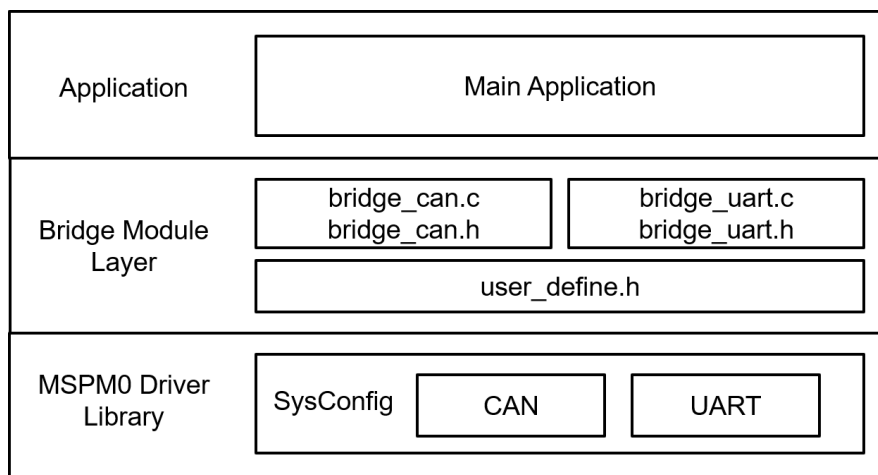 Application
Main Application
Bridge Module
Layer
bridge_can.c
bridge_can.h
bridge_uart.c
bridge_uart.h
user_define.h
MSPM0 Driver
Library
SysConfig
CAN
UART